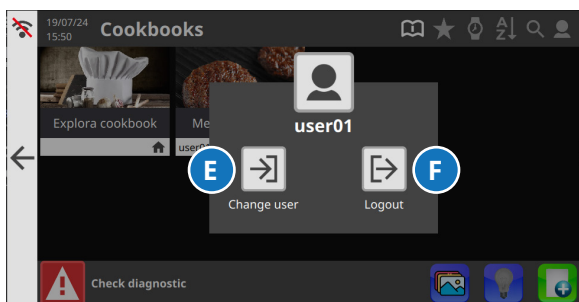 19/07/24
15:50
Cookbooks
Explora cookbook
Me
user0
user01
E
F
Change user
Logout
Check diagnostic